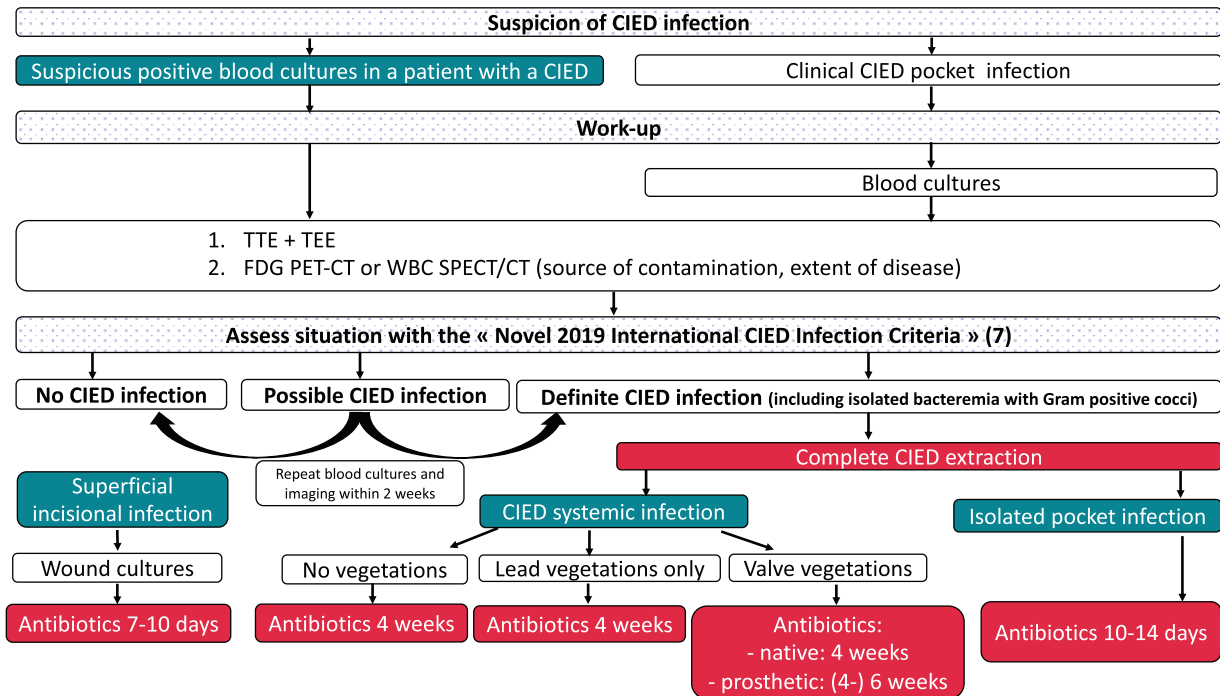 Suspicion of CIED infection
Suspicious positive blood cultures in a patient with a CIED
Clinical CIED pocket infection
Work-up
Blood cultures
1. TTE + TEE
2. FDG PET-CT or WBC SPECT/CT (source of contamination, extent of disease)
Assess situation with the « Novel 2019 International CIED Infection Criteria » (7)
No CIED infection
Possible CIED infection
Definite CIED infection (including isolated bacteremia with Gram positive cocci)
Repeat blood cultures and
imaging within 2 weeks
Complete CIED extraction
Superficial
incisional infection
CIED systemic infection
Isolated pocket infection
Wound cultures
No vegetations
Lead vegetations only
Valve vegetations
Antibiotics 7-10 days
Antibiotics 4 weeks
Antibiotics 4 weeks
Antibiotics:
- native: 4 weeks
- prosthetic: (4-) 6 weeks
Antibiotics 10-14 days